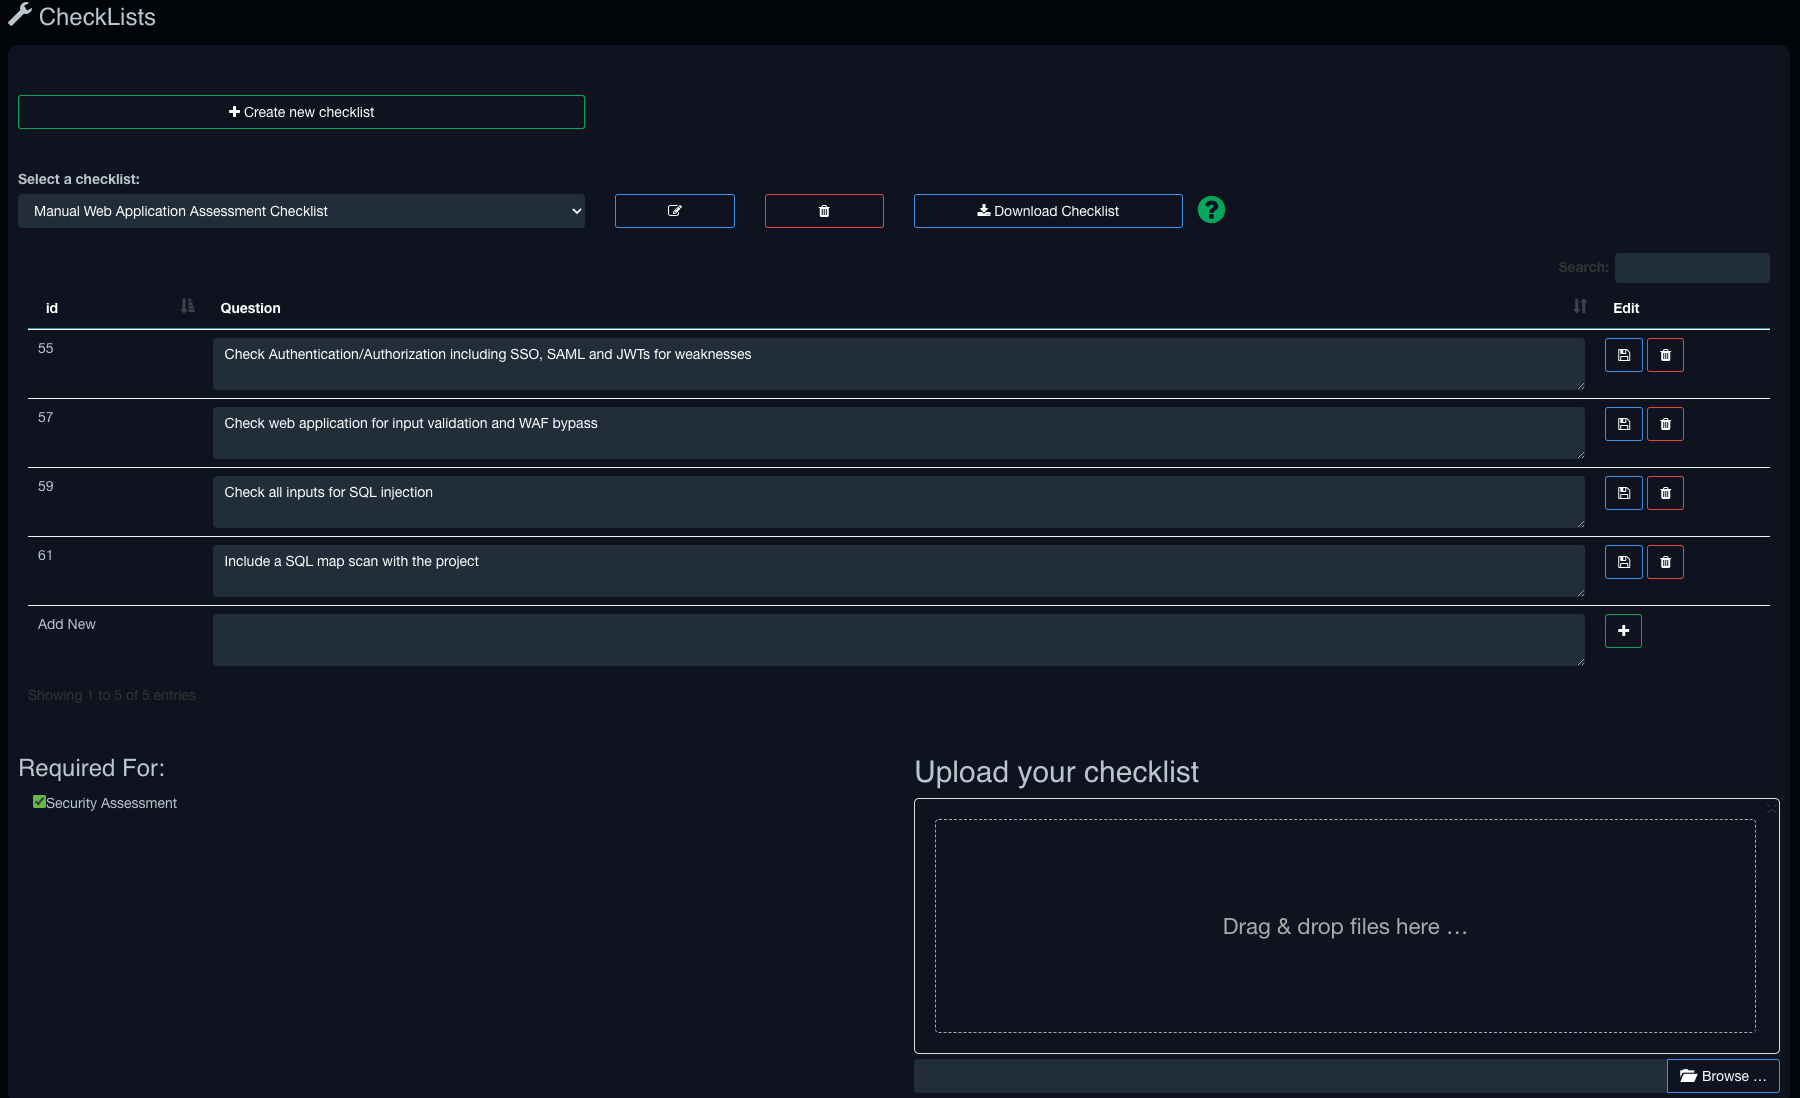 CheckLists
Create new checklist
Select a checklist:
Manual Web Application Assessment Checklist
Download Checklist
Search:
id Question Edit
55 Check Authentication/Authorization including SSO, SAML and JWTs for weaknesses
57 Check web application for input validation and WAF bypass
59 Check all inputs for SQL injection
61 Include a SQL map scan with the project
Add New
Showing 1 to 5 of 5 entries
Required For:
Security Assessment
Upload your checklist
Drag & drop files here …
Browse …